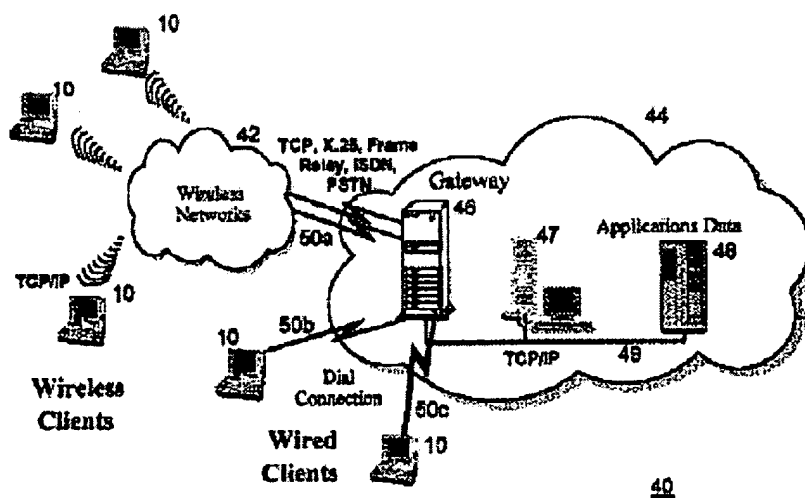 10
10
42
TCP, X.25, Frame
Relay, ISDN,
PSTN
44
Gateway
46
Wireless
Networks
50a
47
Applications Data
48
TCP/IP
10
10
50b
TCP/IP
49
Wireless
Clients
Dial
Connection
50c
Wired
Clients
10
40